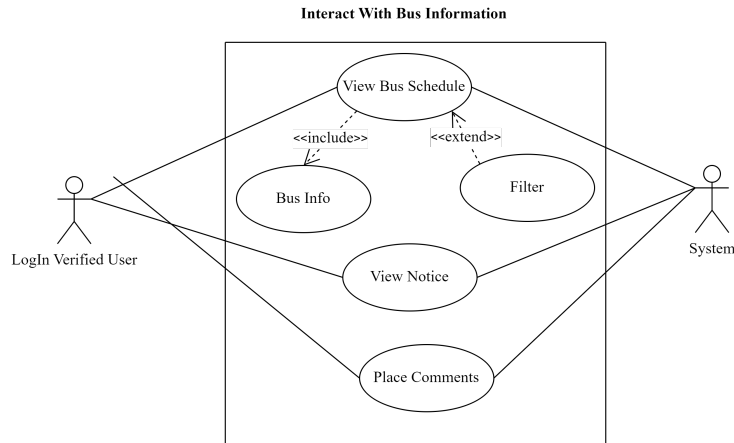 Interact With Bus Information
View Bus Schedule
<<include>>
<<extend>>
Bus Info
Filter
LogIn Verified User
System
View Notice
Place Comments